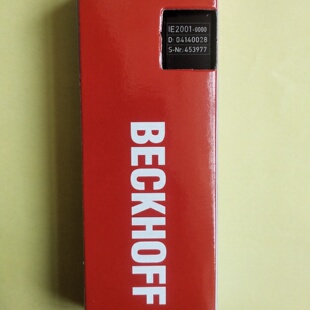 IE2001-0000
D: 04140028
S-Nr. 453977
BECKHOFF